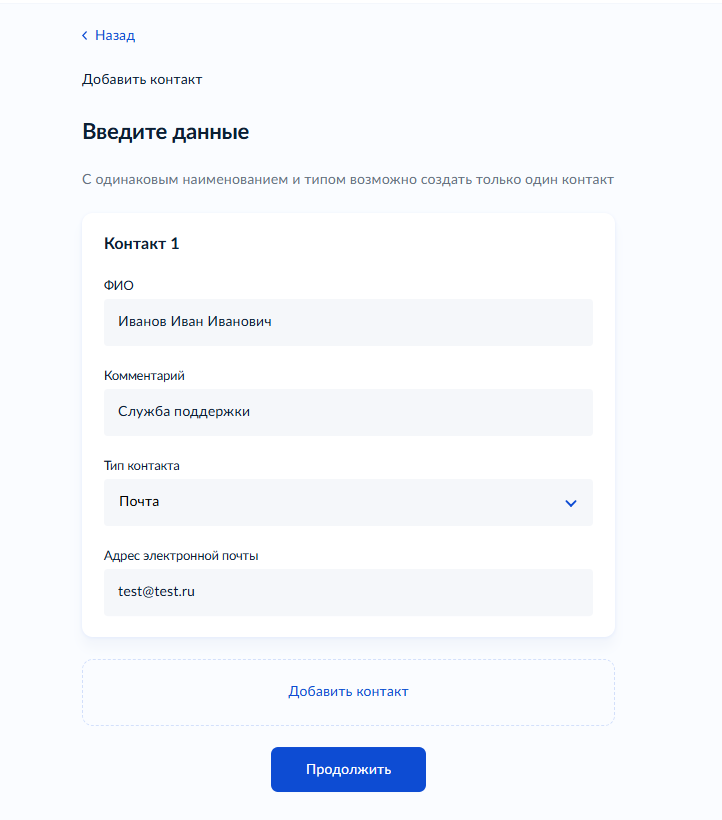 Назад
Добавить контакт
Введите данные
С одинаковым наименованием и типом возможно создать только один контакт
Контакт 1
ФИО
Иванов Иван Иванович
Комментарий
Служба поддержки
Тип контакта
Почта
Адрес электронной почты
test@test.ru
Добавить контакт
Продолжить